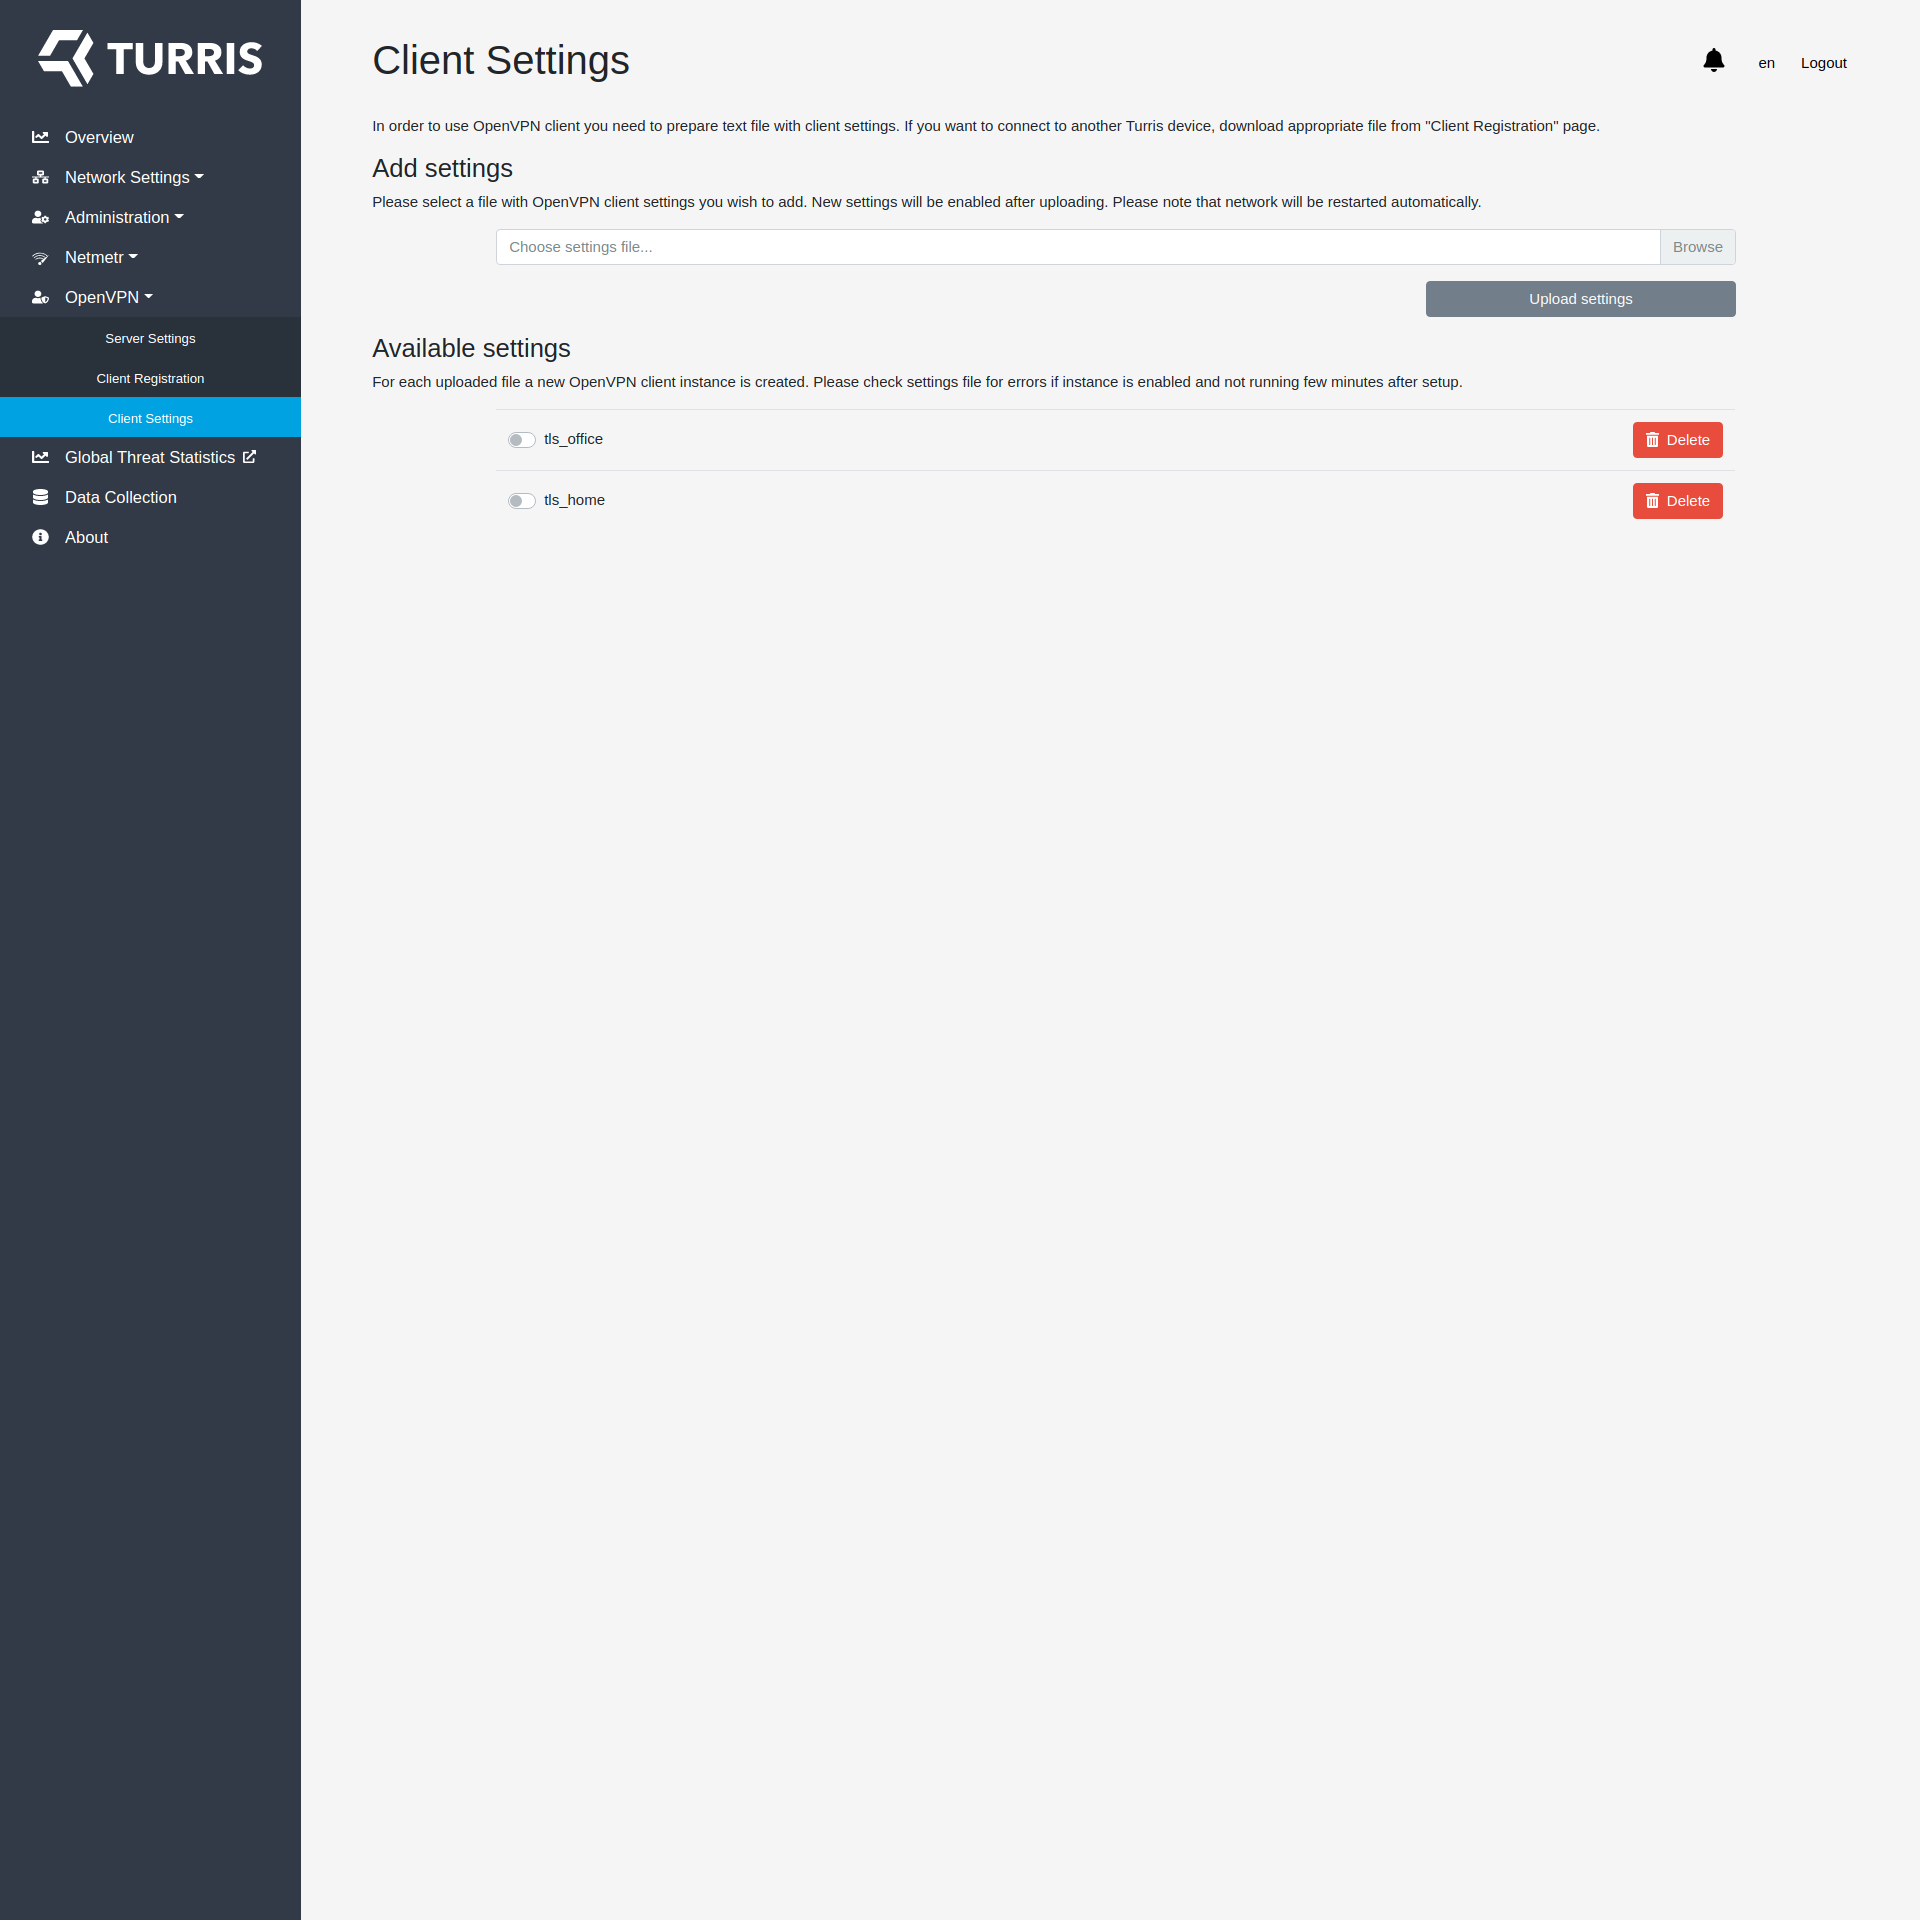 TURRIS
Overview
Network Settings
Administration
Netmetr
OpenVPN
Server Settings
Client Registration
Client Settings
Global Threat Statistics
Data Collection
About
Client Settings
en
Logout
In order to use OpenVPN client you need to prepare text file with client settings. If you want to connect to another Turris device, download appropriate file from "Client Registration" page.
Add settings
Please select a file with OpenVPN client settings you wish to add. New settings will be enabled after uploading. Please note that network will be restarted automatically.
Choose settings file...
Browse
Upload settings
Available settings
For each uploaded file a new OpenVPN client instance is created. Please check settings file for errors if instance is enabled and not running few minutes after setup.
tls_office
Delete
tls_home
Delete